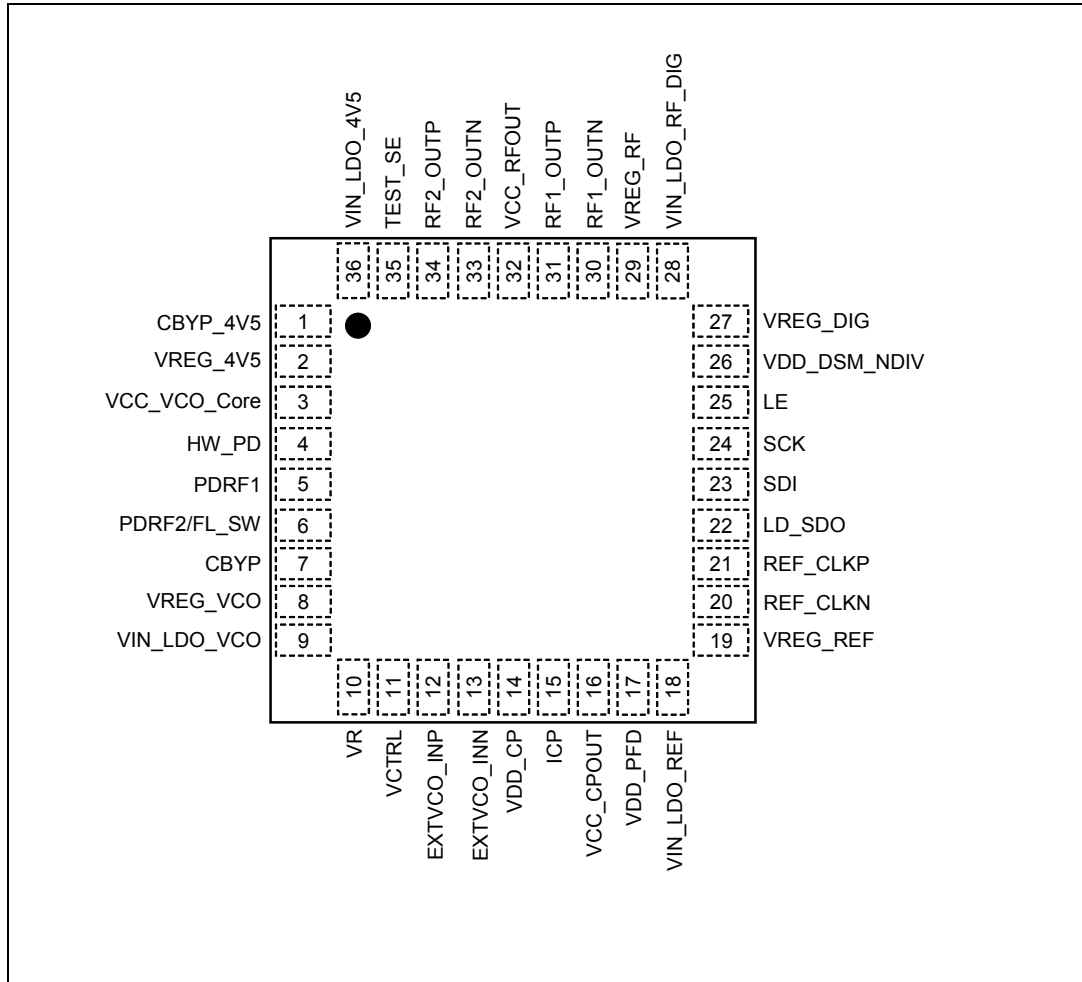 VIN_LDO_4V5
TEST_SE
RF2_OUTP
RF2_OUTN
VCC_RFOUT
RF1_OUTP
RF1_OUTN
VREG_RF
VIN_LDO_RF_DIG
36
35
34
33
32
31
30
29
28
CBYP_4V5 1
VREG_4V5 2
VCC_VCO_Core 3
HW_PD 4
PDRF1 5
PDRF2/FL_SW 6
CBYP 7
VREG_VCO 8
VIN_LDO_VCO 9
27 VREG_DIG
26 VDD_DSM_NDIV
25 LE
24 SCK
23 SDI
22 LD_SDO
21 REF_CLKP
20 REF_CLKN
19 VREG_REF
10
11
12
13
14
15
16
17
18
VR
VCTRL
EXTVCO_INP
EXTVCO_INN
VDD_CP
ICP
VCC_CPOUT
VDD_PFD
VIN_LDO_REF